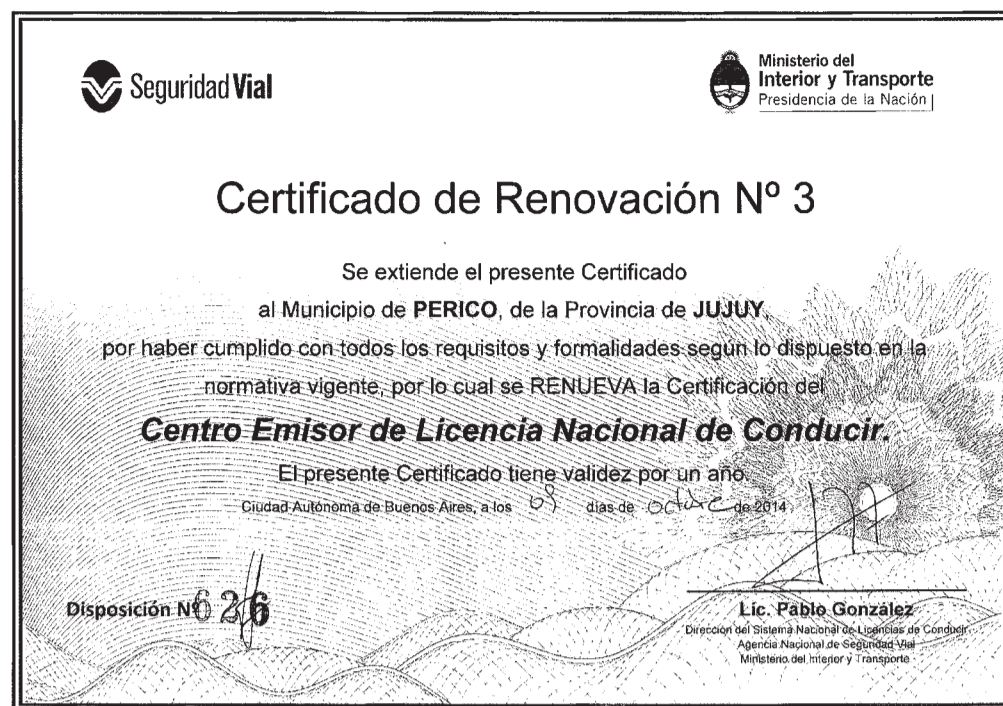 Seguridad Vial
Ministerio del
Interior y Transporte
Presidencia de la Nación
Certificado de Renovación Nº 3
Se extiende el presente Certificado
al Municipio de PERICO, de la Provincia de JUJUY,
por haber cumplido con todos los requisitos y formalidades según lo dispuesto en la
normativa vigente, por lo cual se RENUEVA la Certificación del
Centro Emisor de Licencia Nacional de Conducir.
El presente Certificado tiene validez por un año.
Ciudad Autónoma de Buenos Aires, a los días de octubre de 2014
Disposición Nº 626
Lic. Pablo González
Dirección del Sistema Nacional de Licencias de Conducir
Agencia Nacional de Seguridad Vial
Ministerio del Interior y Transporte